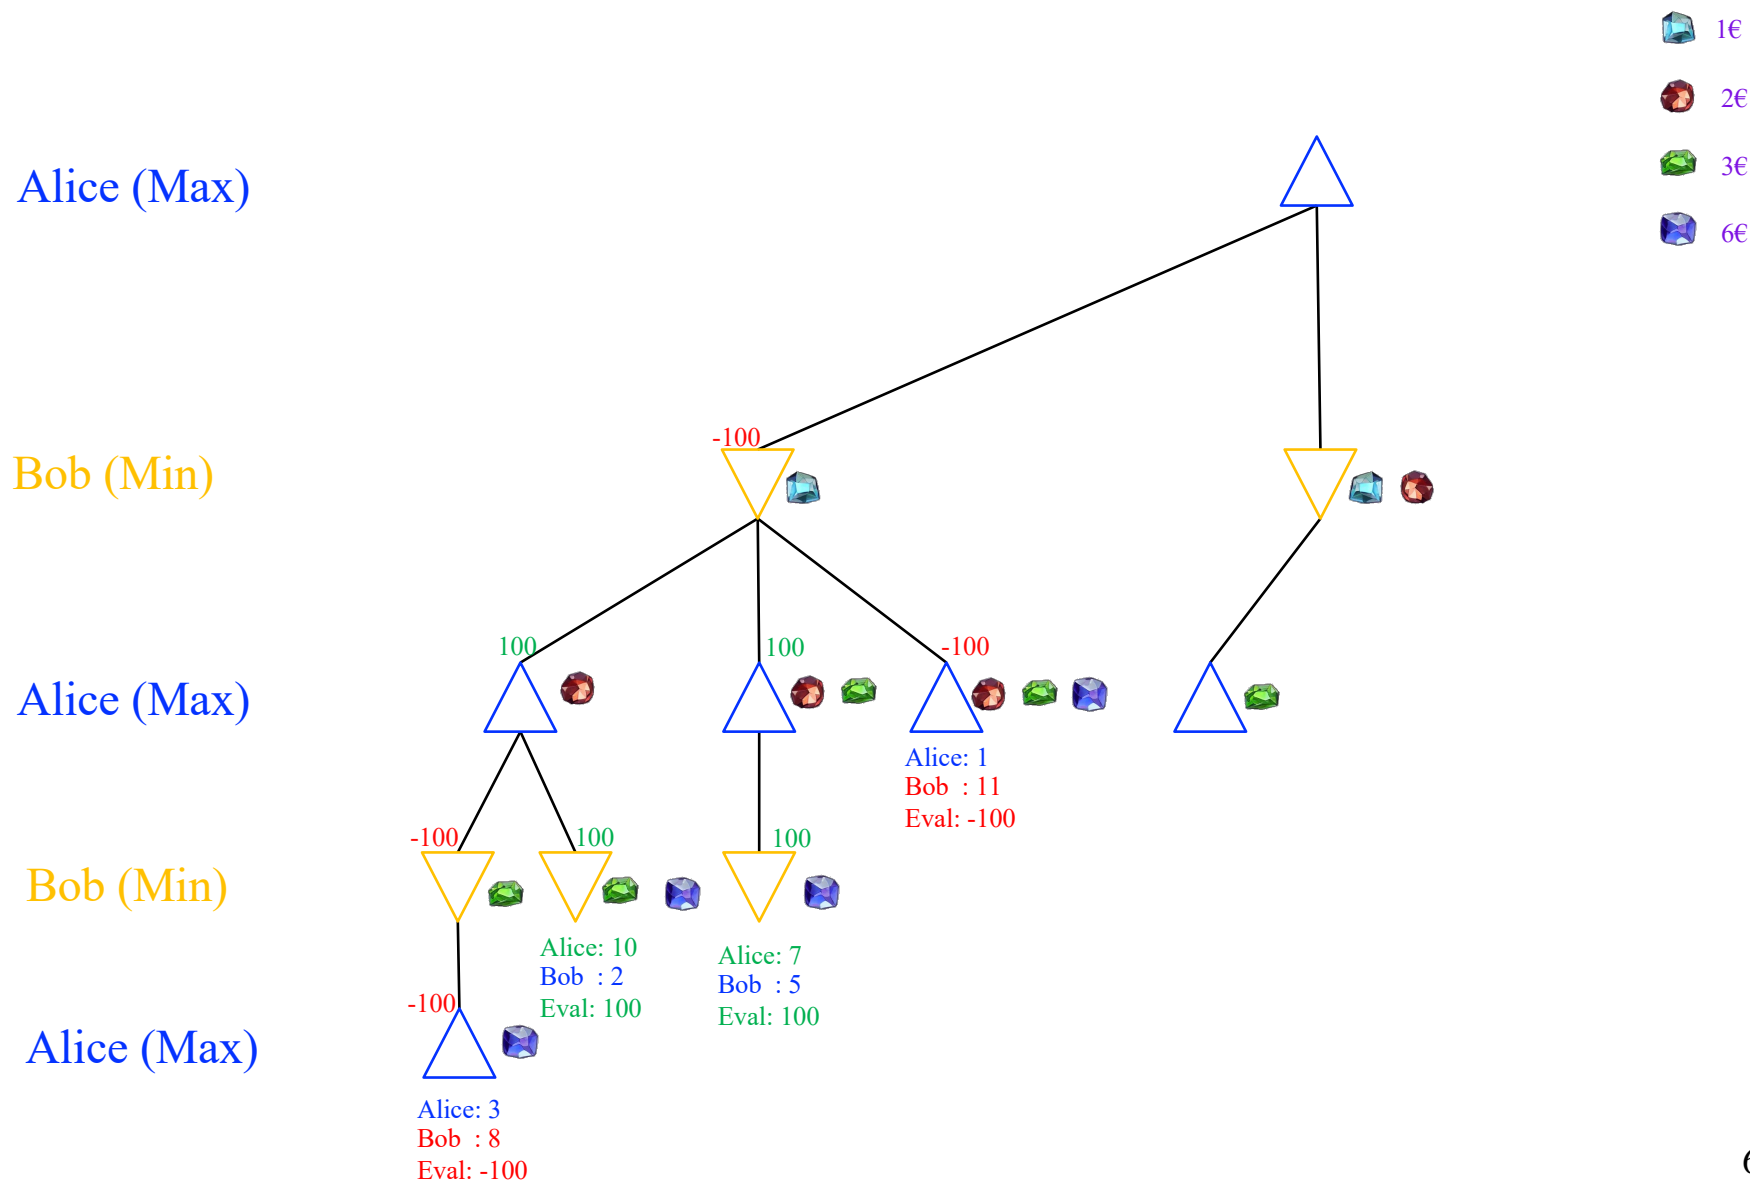 1€
2€
3€
6€
Alice (Max)
-100
Bob (Min)
100
100
-100
Alice (Max)
Alice: 1
Bob : 11
Eval: -100
-100
100
100
Bob (Min)
Alice: 10
Bob : 2
Eval: 100
Alice: 7
Bob : 5
Eval: 100
-100
Alice (Max)
Alice: 3
Bob : 8
Eval: -100